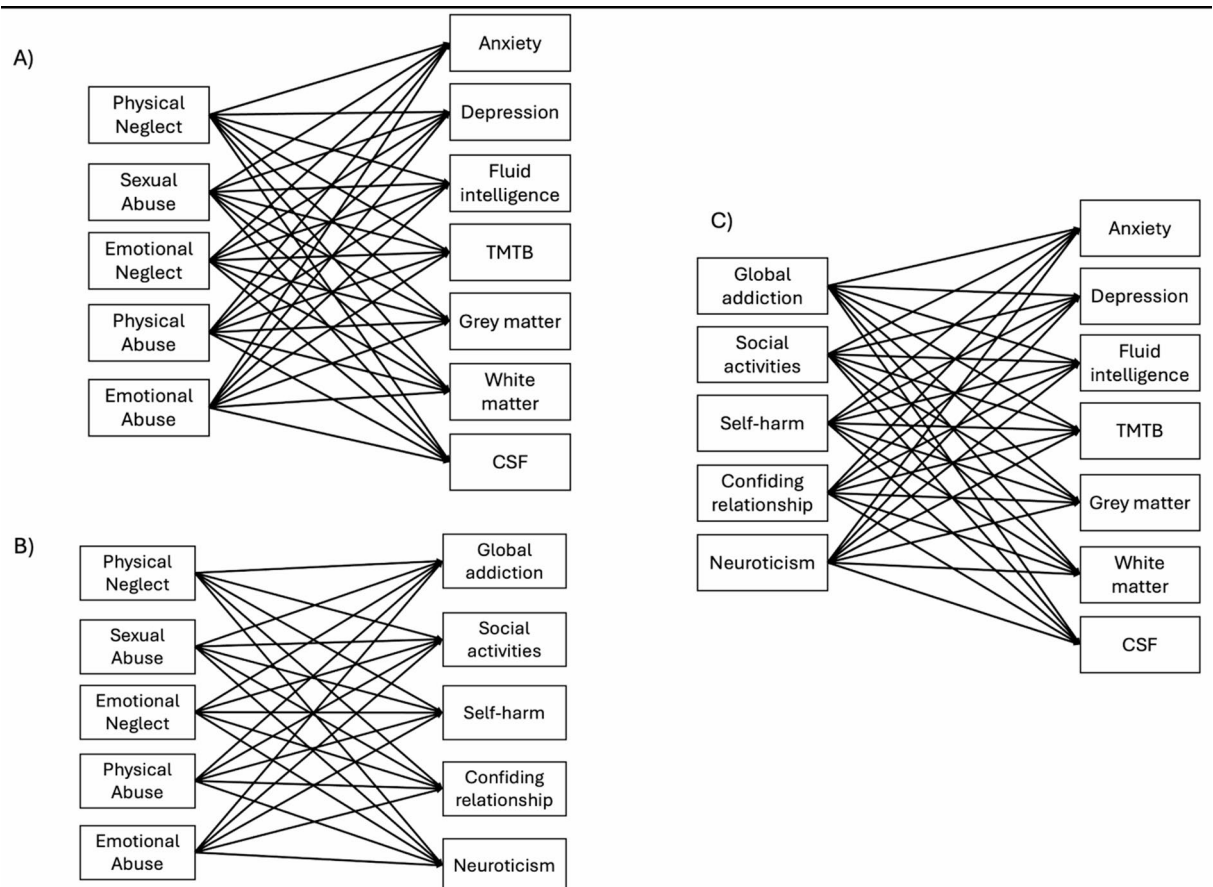 A)
Physical
Neglect
Sexual
Abuse
Emotional
Neglect
Physical
Abuse
Emotional
Abuse
Anxiety
Depression
Fluid
intelligence
TMTB
Grey matter
White
matter
CSF
B)
Physical
Neglect
Sexual
Abuse
Emotional
Neglect
Physical
Abuse
Emotional
Abuse
Global
addiction
Social
activities
Self-harm
Confiding
relationship
Neuroticism
C)
Global
addiction
Social
activities
Self-harm
Confiding
relationship
Neuroticism
Anxiety
Depression
Fluid
intelligence
TMTB
Grey matter
White
matter
CSF